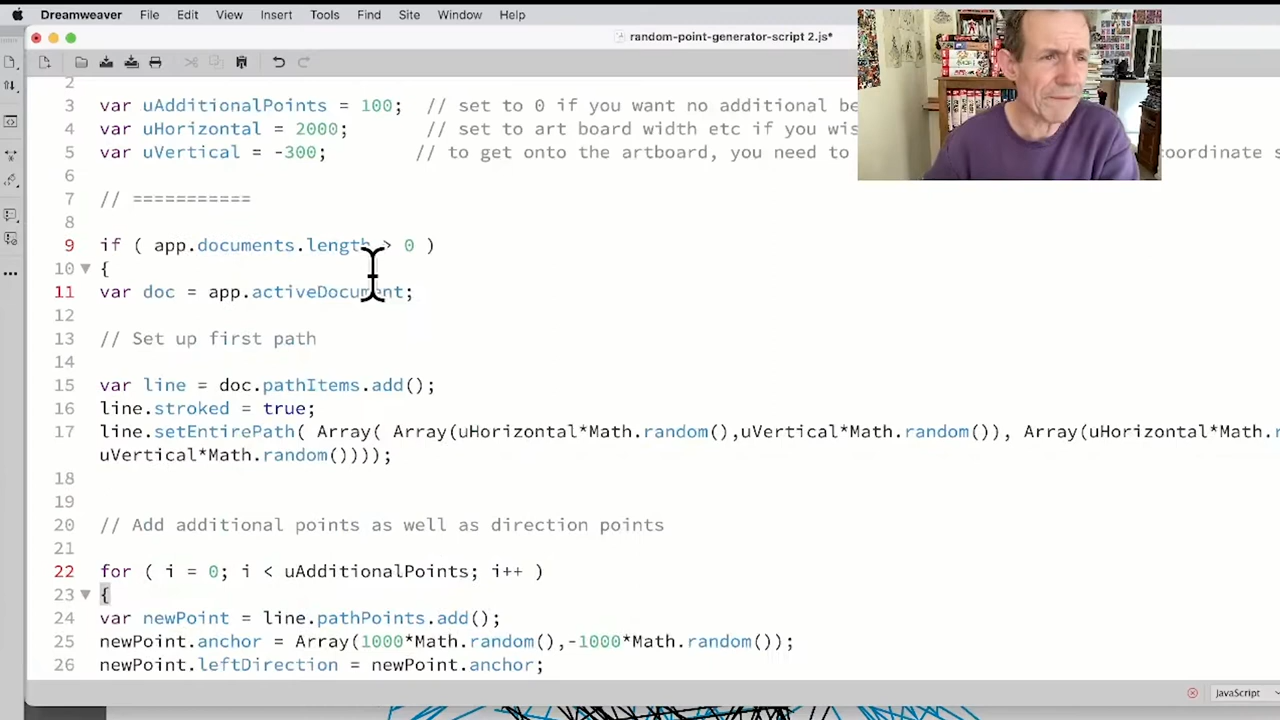 Dreamweaver File Edit View Insert Tools Find Site Window Help
random-point-generator-script 2.js*
2
3 var uAdditionalPoints = 100; // set to 0 if you want no additional be
4 var uHorizontal = 2000; // set to art board width etc if you wis
5 var uVertical = -300; // to get onto the artboard, you need to coordinate s
6
7 // ===========
8
9 if ( app.documents.length > 0 )
10 {
11 var doc = app.activeDocument;
12
13 // Set up first path
14
15 var line = doc.pathItems.add();
16 line.stroked = true;
17 line.setEntirePath( Array( Array(uHorizontal*Math.random(),uVertical*Math.random()), Array(uHorizontal*Math.r
uVertical*Math.random())));
18
19
20 // Add additional points as well as direction points
21
22 for ( i = 0; i < uAdditionalPoints; i++ )
23 {
24 var newPoint = line.pathPoints.add();
25 newPoint.anchor = Array(1000*Math.random(),-1000*Math.random());
26 newPoint.leftDirection = newPoint.anchor;
JavaScript